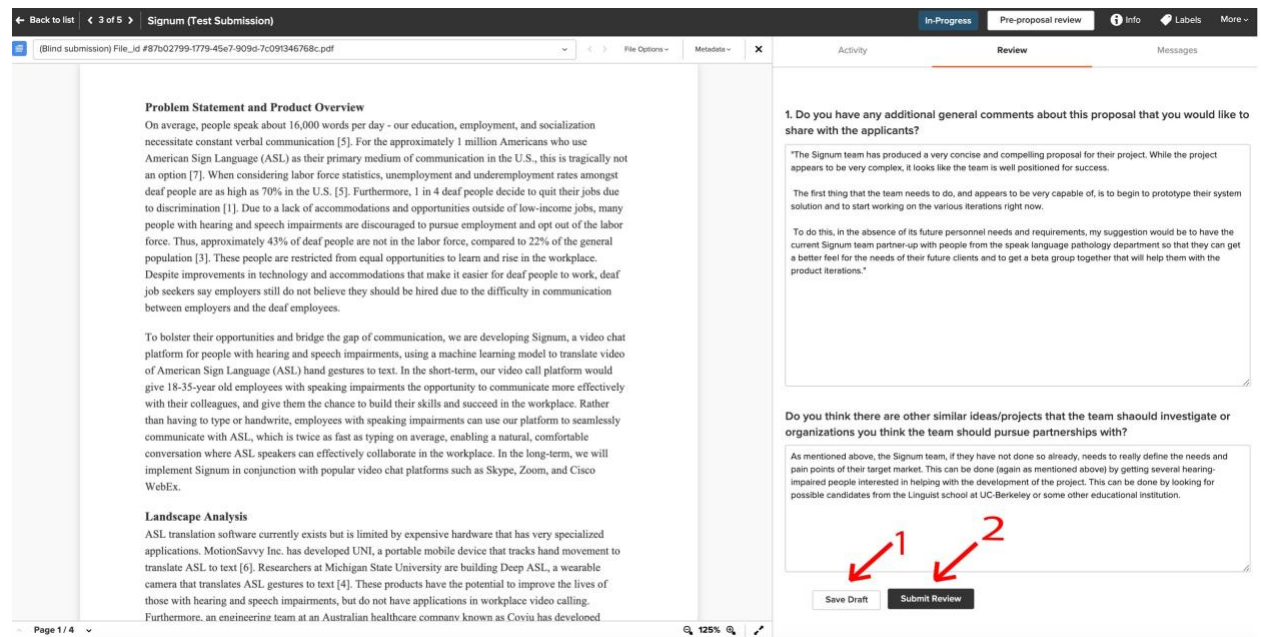 ← Back to list < 3 of 5 > Signum (Test Submission) In-Progress Pre-proposal review Info Labels More
(Blind submission) File_id #87b02799-1779-45e7-909d-7c091346768c.pdf < > File Options Metadata ×
Activity Review Messages
Problem Statement and Product Overview
On average, people speak about 16,000 words per day - our education, employment, and socialization
necessitate constant verbal communication [5]. For the approximately 1 million Americans who use
American Sign Language (ASL) as their primary medium of communication in the U.S., this is tragically not
an option [7]. When considering labor force statistics, unemployment and underemployment rates amongst
deaf people are as high as 70% in the U.S. [5]. Furthermore, 1 in 4 deaf people decide to quit their jobs due
to discrimination [1]. Due to a lack of accommodations and opportunities outside of low-income jobs, many
people with hearing and speech impairments are discouraged to pursue employment and opt out of the labor
force. Thus, approximately 43% of deaf people are not in the labor force, compared to 22% of the general
population [3]. These people are restricted from equal opportunities to learn and rise in the workplace.
Despite improvements in technology and accommodations that make it easier for deaf people to work, deaf
job seekers say employers still do not believe they should be hired due to the difficulty in communication
between employers and the deaf employees.
To bolster their opportunities and bridge the gap of communication, we are developing Signum, a video chat
platform for people with hearing and speech impairments, using a machine learning model to translate video
of American Sign Language (ASL) hand gestures to text. In the short-term, our video call platform would
give 18-35-year old employees with speaking impairments the opportunity to communicate more effectively
with their colleagues, and give them the chance to build their skills and succeed in the workplace. Rather
than having to type or handwrite, employees with speaking impairments can use our platform to seamlessly
communicate with ASL, which is twice as fast as typing on average, enabling a natural, comfortable
conversation where ASL speakers can effectively collaborate in the workplace. In the long-term, we will
implement Signum in conjunction with popular video chat platforms such as Skype, Zoom, and Cisco
WebEx.
Landscape Analysis
ASL translation software currently exists but is limited by expensive hardware that has very specialized
applications. MotionSavvy Inc. has developed UNI, a portable mobile device that tracks hand movement to
translate ASL to text [6]. Researchers at Michigan State University are building Deep ASL, a wearable
camera that translates ASL gestures to text [4]. These products have the potential to improve the lives of
those with hearing and speech impairments, but do not have applications in workplace video calling.
Furthermore, an engineering team at an Australian healthcare company known as Coviu has developed
Page 1 / 4 125%
1. Do you have any additional general comments about this proposal that you would like to
share with the applicants?
"The Signum team has produced a very concise and compelling proposal for their project. While the project
appears to be very complex, it looks like the team is well positioned for success.
The first thing that the team needs to do, and appears to be very capable of, is to begin to prototype their system
solution and to start working on the various iterations right now.
To do this, in the absence of its future personnel needs and requirements, my suggestion would be to have the
current Signum team partner-up with people from the speak language pathology department so that they can get
a better feel for the needs of their future clients and to get a beta group together that will help them with the
product iterations."
Do you think there are other similar ideas/projects that the team shaould investigate or
organizations you think the team should pursue partnerships with?
As mentioned above, the Signum team, if they have not done so already, needs to really define the needs and
pain points of their target market. This can be done (again as mentioned above) by getting several hearing-
impaired people interested in helping with the development of the project. This can be done by looking for
possible candidates from the Linguist school at UC-Berkeley or some other educational institution.
1 2
Save Draft Submit Review